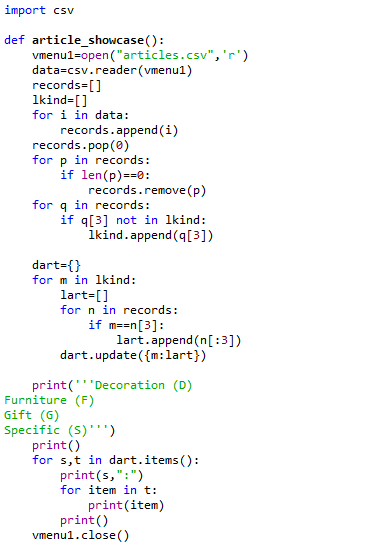 import csv

def article_showcase():
    vmenu1=open("articles.csv",'r')
    data=csv.reader(vmenu1)
    records=[]
    lkind=[]
    for i in data:
        records.append(i)
    records.pop(0)
    for p in records:
        if len(p)==0:
            records.remove(p)
    for q in records:
        if q[3] not in lkind:
            lkind.append(q[3])

    dart={}
    for m in lkind:
        lart=[]
        for n in records:
            if m==n[3]:
                lart.append(n[:3])
        dart.update({m:lart})

    print('''Decoration (D)
Furniture (F)
Gift (G)
Specific (S)''')
    print()
    for s,t in dart.items():
        print(s,":")
        for item in t:
            print(item)
        print()
    vmenu1.close()